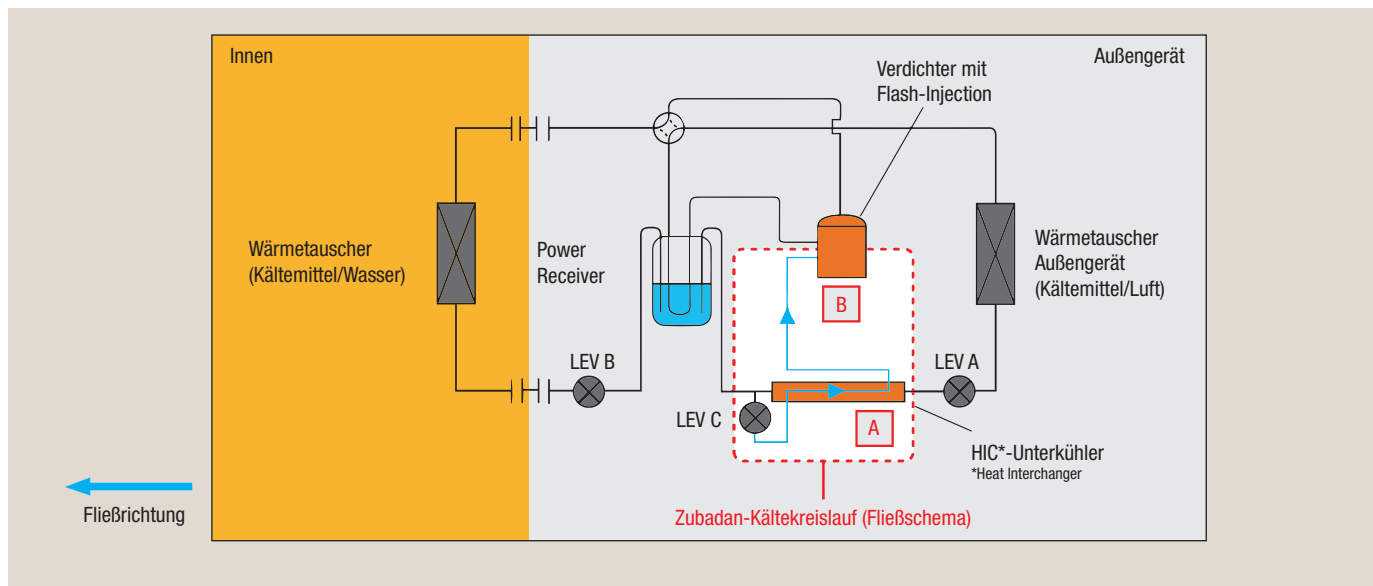 Innen
Außengerät
Verdichter mit
Flash-Injection
Wärmetauscher
(Kältemittel/Wasser)
Power
Receiver
Wärmetauscher
Außengerät
(Kältemittel/Luft)
B
LEV B
LEV A
LEV C
A
HIC*-Unterkühler
*Heat Interchanger
Fließrichtung
Zubadan-Kältekreislauf (Fließschema)